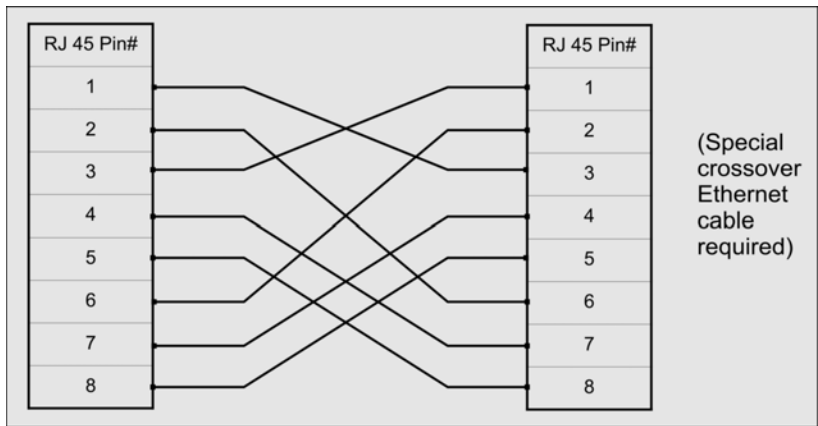 RJ 45 Pin#
1
2
3
4
5
6
7
8
RJ 45 Pin#
1
2
3
4
5
6
7
8
(Special
crossover
Ethernet
cable
required)